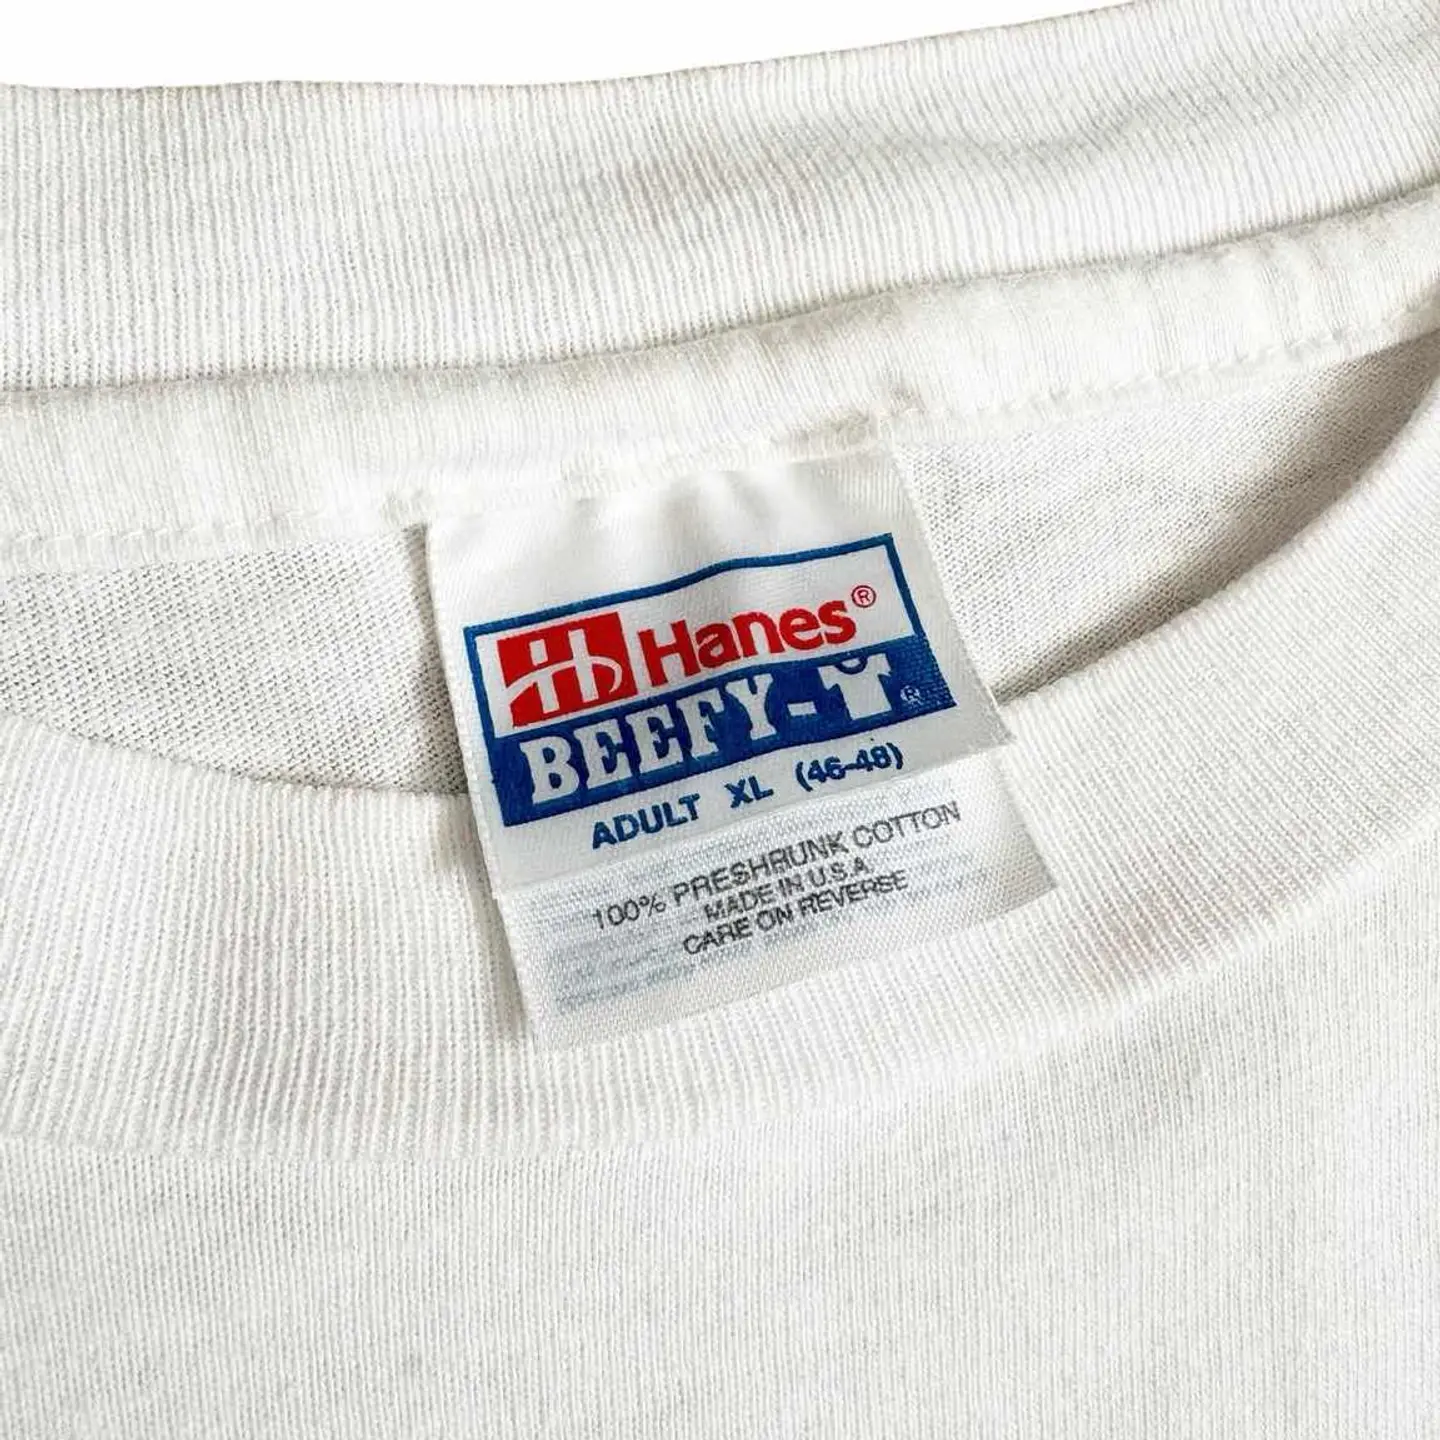 Hanes®
BEEFY-T®
ADULT XL (46-48)
100% PRESHRUNK COTTON
MADE IN U.S.A.
CARE ON REVERSE